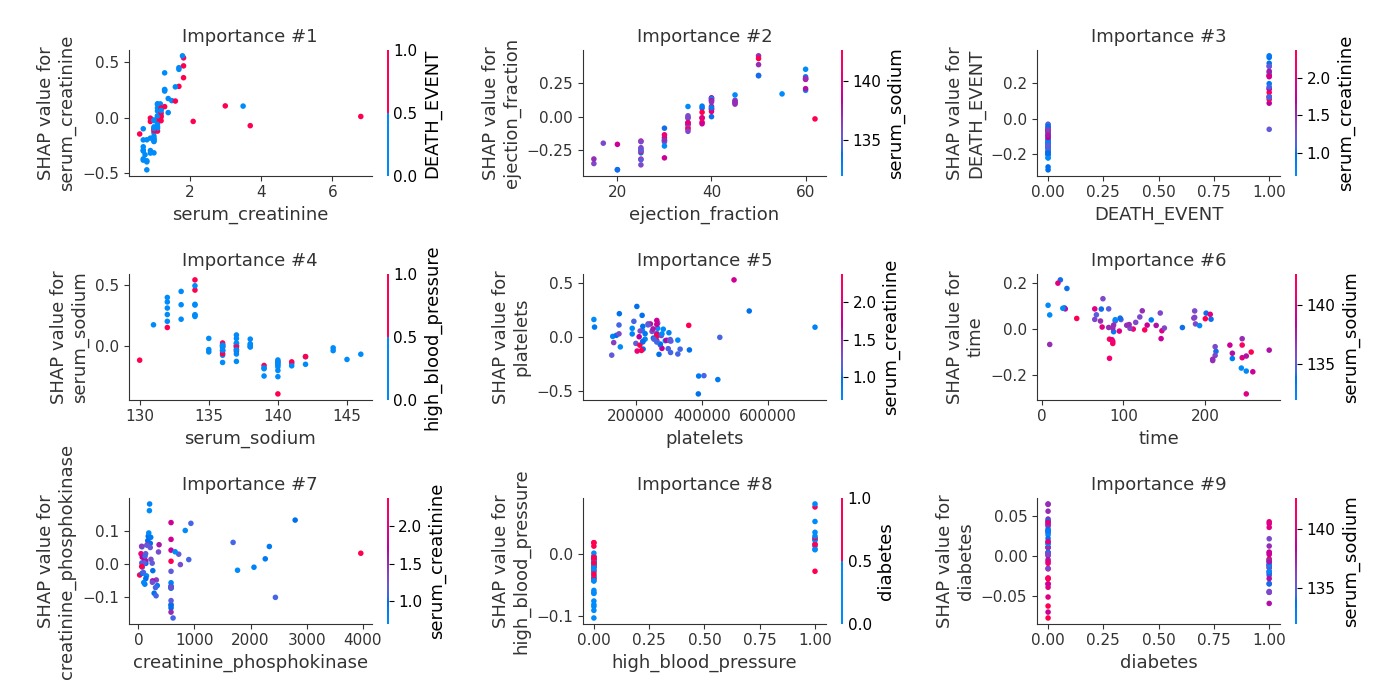 Importance #1
SHAP value for
serum_creatinine
0.5
0.0
−0.5
2
4
6
serum_creatinine
1.0
0.5
0.0
DEATH_EVENT
Importance #2
SHAP value for
ejection_fraction
0.25
0.00
−0.25
20
40
60
ejection_fraction
140
135
serum_sodium
Importance #3
SHAP value for
DEATH_EVENT
0.2
0.0
−0.2
0.00
0.25
0.50
0.75
1.00
DEATH_EVENT
2.0
1.5
1.0
serum_creatinine
Importance #4
SHAP value for
serum_sodium
0.5
0.0
130
135
140
145
serum_sodium
1.0
0.5
0.0
high_blood_pressure
Importance #5
SHAP value for
platelets
0.5
0.0
−0.5
200000
400000
600000
platelets
2.0
1.5
1.0
serum_creatinine
Importance #6
SHAP value for
time
0.2
0.0
−0.2
0
100
200
time
140
135
serum_sodium
Importance #7
SHAP value for
creatinine_phosphokinase
0.1
0.0
−0.1
0
1000
2000
3000
4000
creatinine_phosphokinase
2.0
1.5
1.0
serum_creatinine
Importance #8
SHAP value for
high_blood_pressure
0.0
−0.1
0.00
0.25
0.50
0.75
1.00
high_blood_pressure
1.0
0.5
0.0
diabetes
Importance #9
SHAP value for
diabetes
0.05
0.00
−0.05
0.00
0.25
0.50
0.75
1.00
diabetes
140
135
serum_sodium